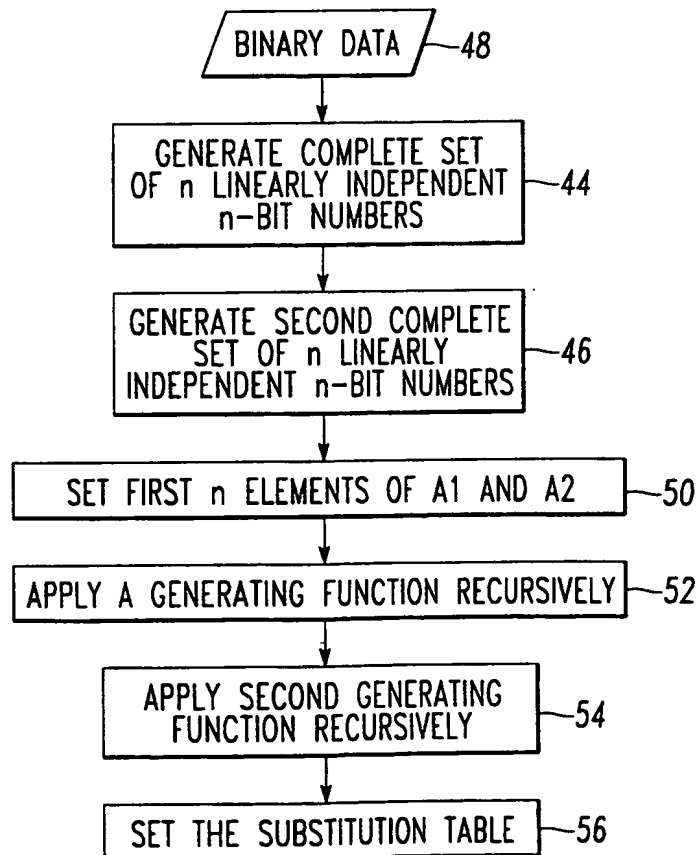 BINARY DATA 48
GENERATE COMPLETE SET
OF n LINEARLY INDEPENDENT
n-BIT NUMBERS
44
GENERATE SECOND COMPLETE
SET OF n LINEARLY
INDEPENDENT n-BIT NUMBERS
46
SET FIRST n ELEMENTS OF A1 AND A2 50
APPLY A GENERATING FUNCTION RECURSIVELY 52
APPLY SECOND GENERATING
FUNCTION RECURSIVELY
54
SET THE SUBSTITUTION TABLE 56